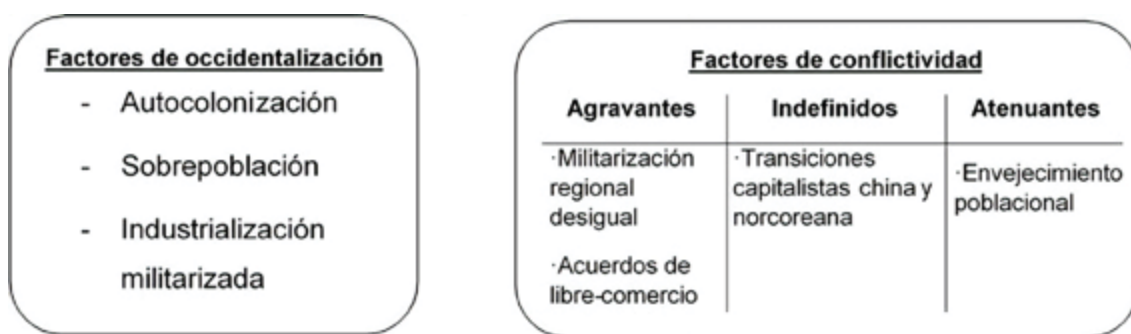 Factores de occidentalización
- Autocolonización
- Sobrepoblación
- Industrialización
militarizada
Factores de conflictividad
Agravantes
·Militarización
regional
desigual
·Acuerdos de
libre-comercio
Indefinidos
·Transiciones
capitalistas china y
norcoreana
Atenuantes
·Envejecimiento
poblacional